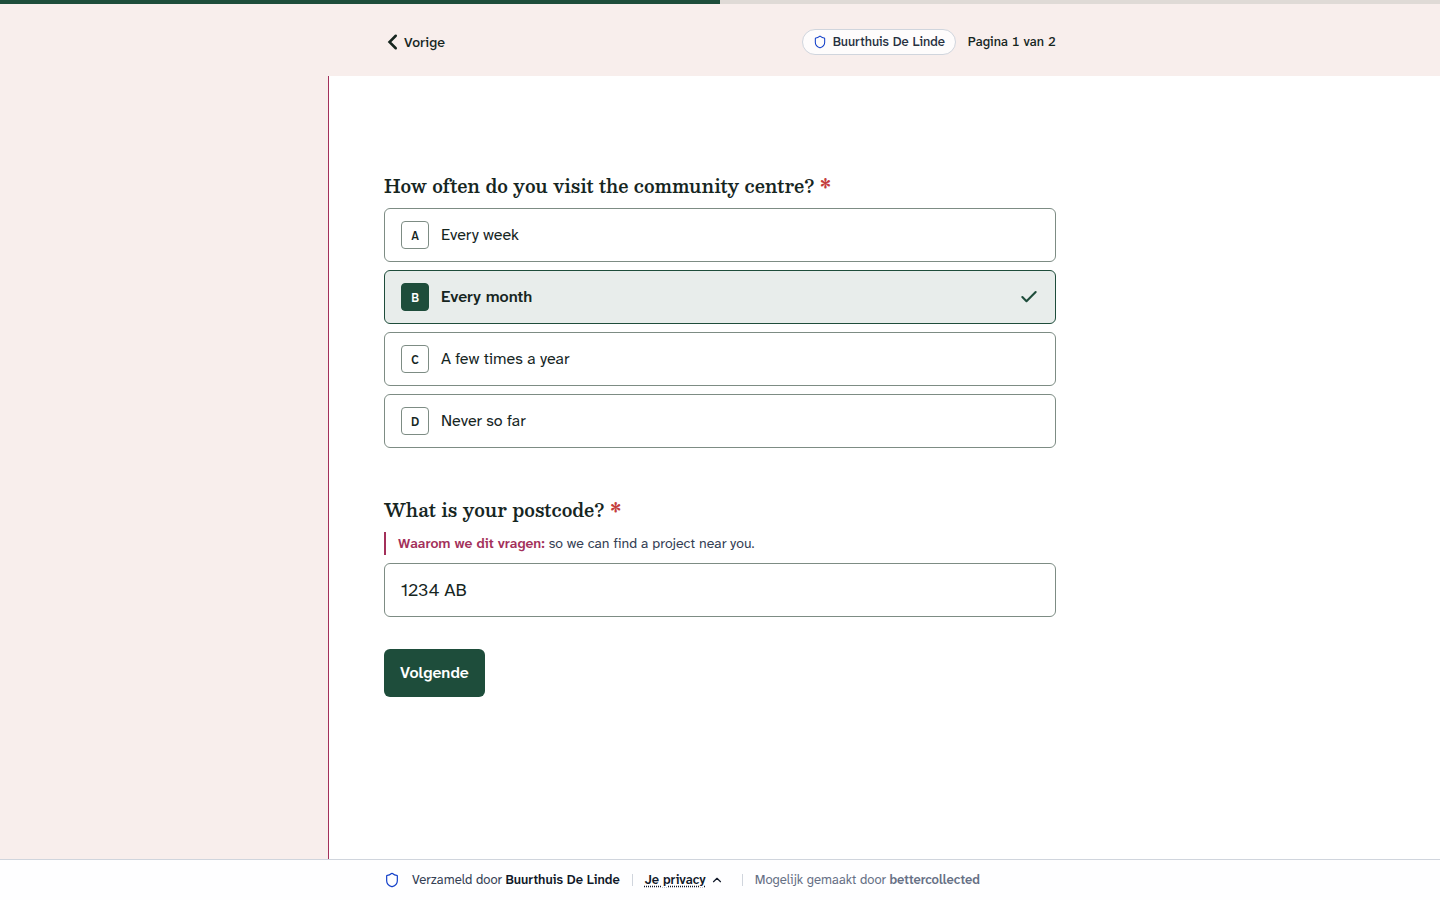 Vorige
Buurthuis De Linde
Pagina 1 van 2
How often do you visit the community centre? *
A Every week
B Every month
C A few times a year
D Never so far
What is your postcode? *
Waarom we dit vragen: so we can find a project near you.
1234 AB
Volgende
Verzameld door Buurthuis De Linde
Je privacy
Mogelijk gemaakt door bettercollected